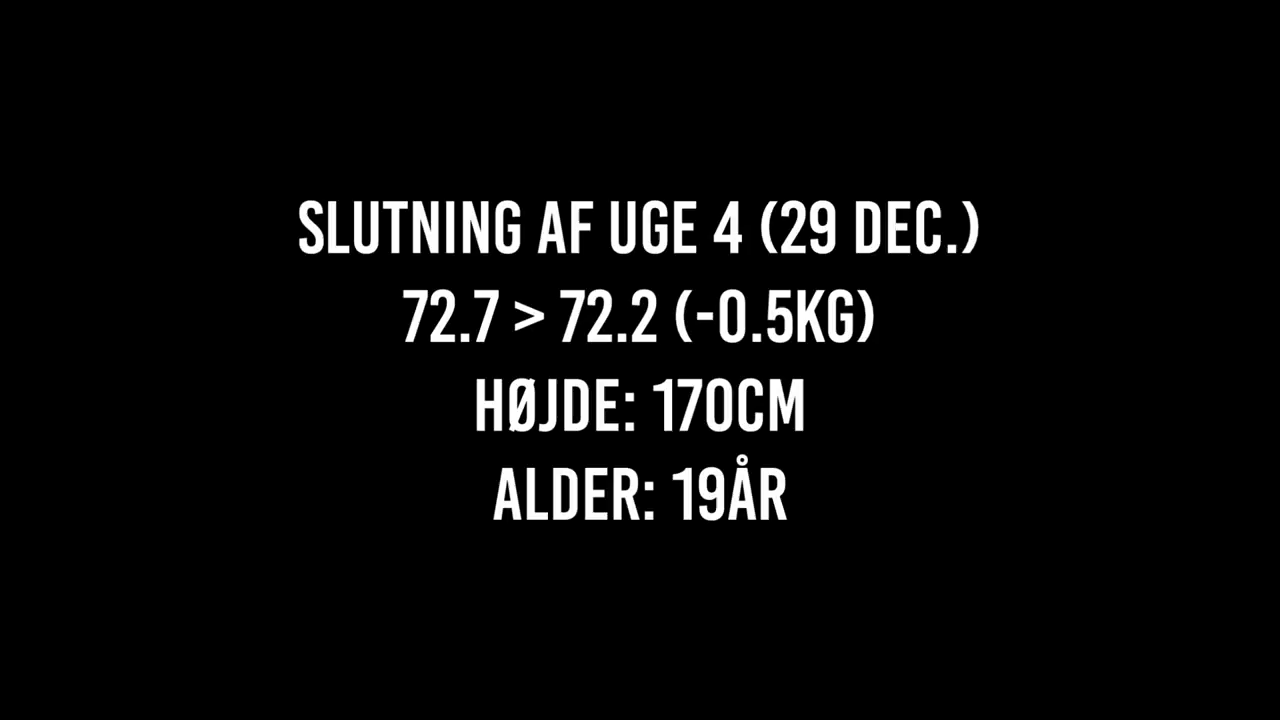 SLUTNING AF UGE 4 (29 DEC.)
72.7 > 72.2 (-0.5KG)
HØJDE: 170CM
ALDER: 19ÅR